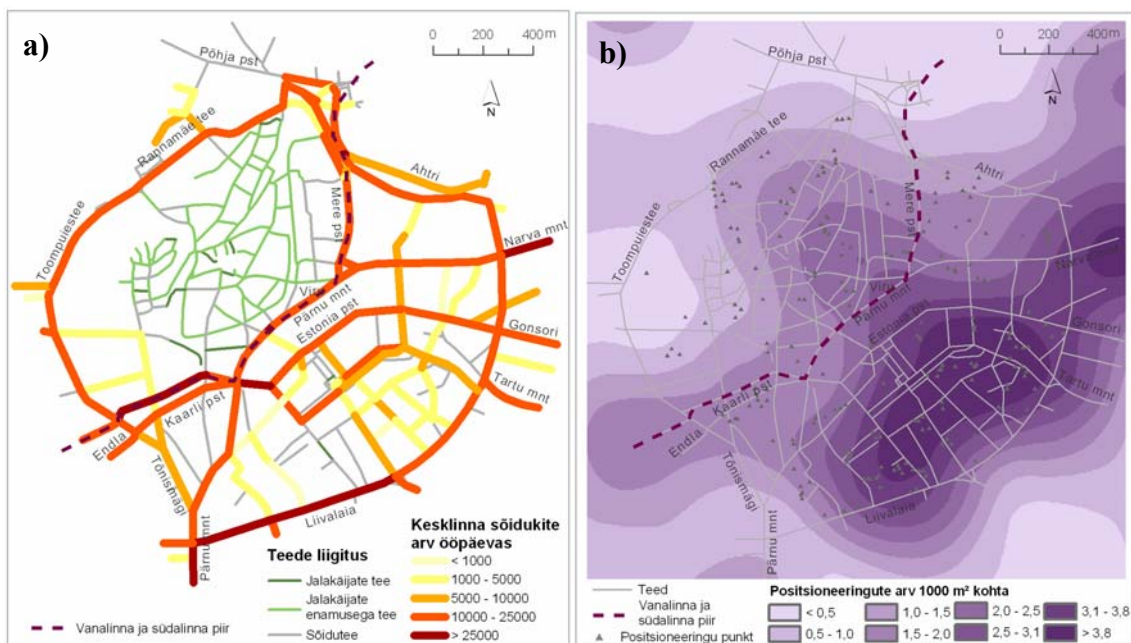 a)
0 200 400 m
N
Põhja pst
Rannamäe tee
Ahtri
Mere pst
Toompuiestee
Narva mnt
Viru
Pärnu mnt
Estonia pst
Gonsori
Kaarli pst
Tartu mnt
Endla
Tõnismägi
Liivalaia
Pärnu mnt
Teede liigitus
Jalakäijate tee
Jalakäijate
enamusega tee
Sõidutee
Vanalinna ja südalinna piir
Kesklinna sõidukite
arv ööpäevas
< 1000
1000 - 5000
5000 - 10000
10000 - 25000
> 25000
b)
0 200 400 m
N
Põhja pst
Rannamäe tee
Ahtri
Mere pst
Toompuiestee
Narva mnt
Viru
Pärnu mnt
Estonia pst
Gonsori
Tartu mnt
Kaarli pst
Endla
Tõnismägi
Liivalaia
Pärnu mnt
Teed
Vanalinna ja
südalinna piir
Positsioneeringu punkt
Positsioneeringute arv 1000 m² kohta
< 0,5 1,0 - 1,5 2,0 - 2,5 3,1 - 3,8
0,5 - 1,0 1,5 - 2,0 2,5 - 3,1 > 3,8